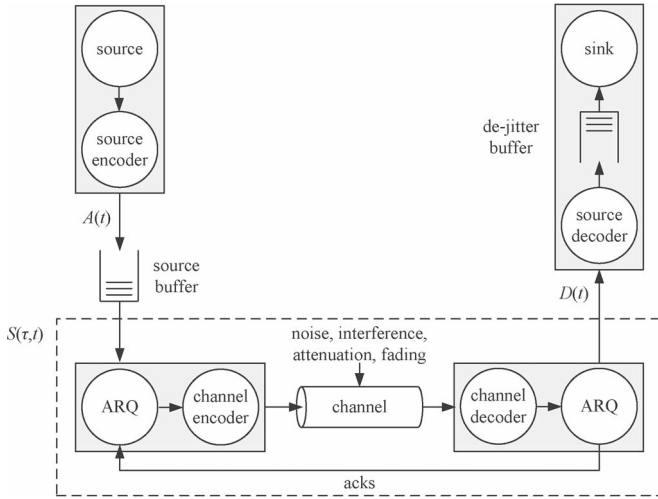 source
source
encoder
A(t)
source
buffer
S(τ,t)
ARQ
channel
encoder
noise, interference,
attenuation, fading
channel
channel
decoder
ARQ
acks
D(t)
source
decoder
de-jitter
buffer
sink